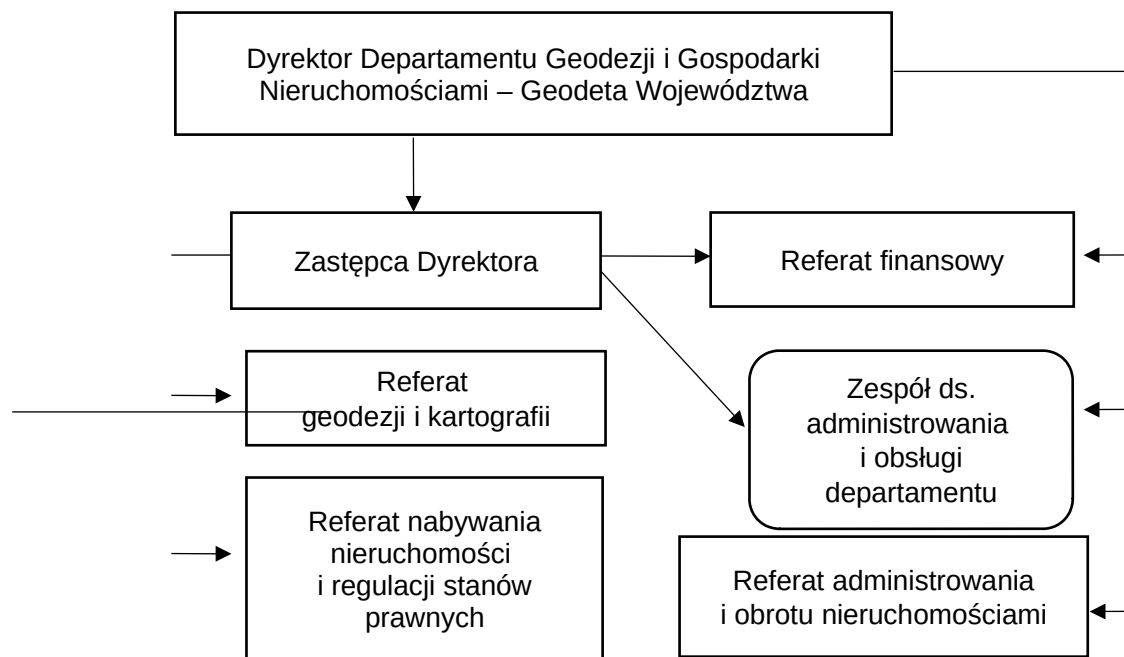 Dyrektor Departamentu Geodezji i Gospodarki
Nieruchomościami – Geodeta Województwa
Zastępca Dyrektora
Referat finansowy
Referat
geodezji i kartografii
Zespół ds.
administrowania
i obsługi
departamentu
Referat nabywania
nieruchomości
i regulacji stanów
prawnych
Referat administrowania
i obrotu nieruchomościami